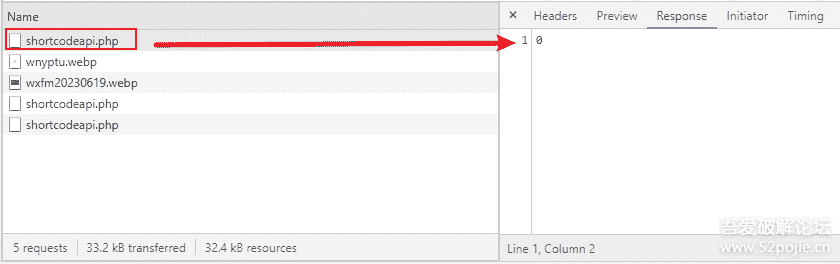 Name
shortcodeapi.php
wnyptu.webp
wxfm20230619.webp
shortcodeapi.php
shortcodeapi.php
5 requests 33.2 kB transferred 32.4 kB resources
× Headers Preview Response Initiator Timing
1 0
Line 1, Column 2
吾爱破解论坛
www.52pojie.cn